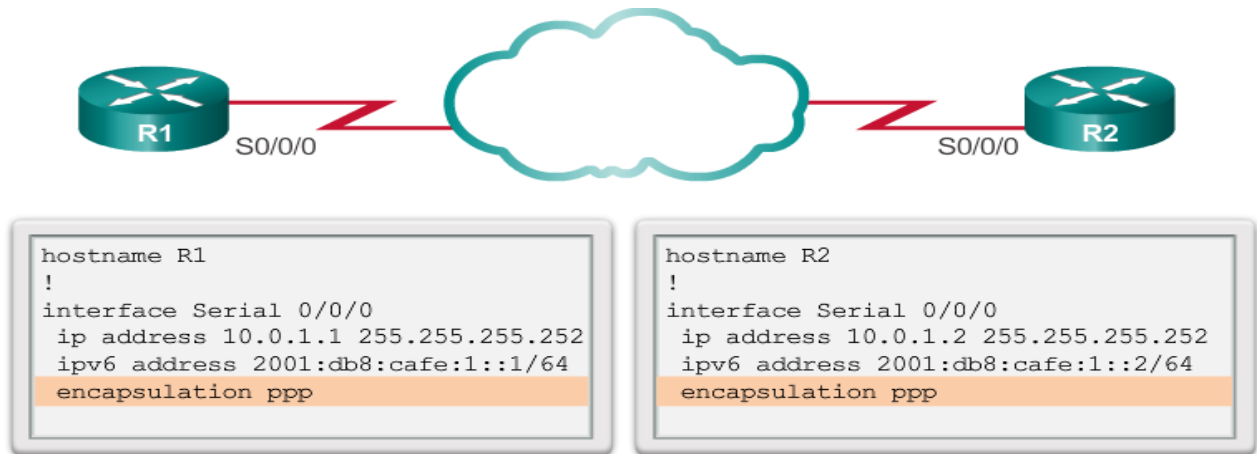 R1
S0/0/0
S0/0/0
R2
hostname R1
!
interface Serial 0/0/0
ip address 10.0.1.1 255.255.255.252
ipv6 address 2001:db8:cafe:1::1/64
encapsulation ppp
hostname R2
!
interface Serial 0/0/0
ip address 10.0.1.2 255.255.255.252
ipv6 address 2001:db8:cafe:1::2/64
encapsulation ppp